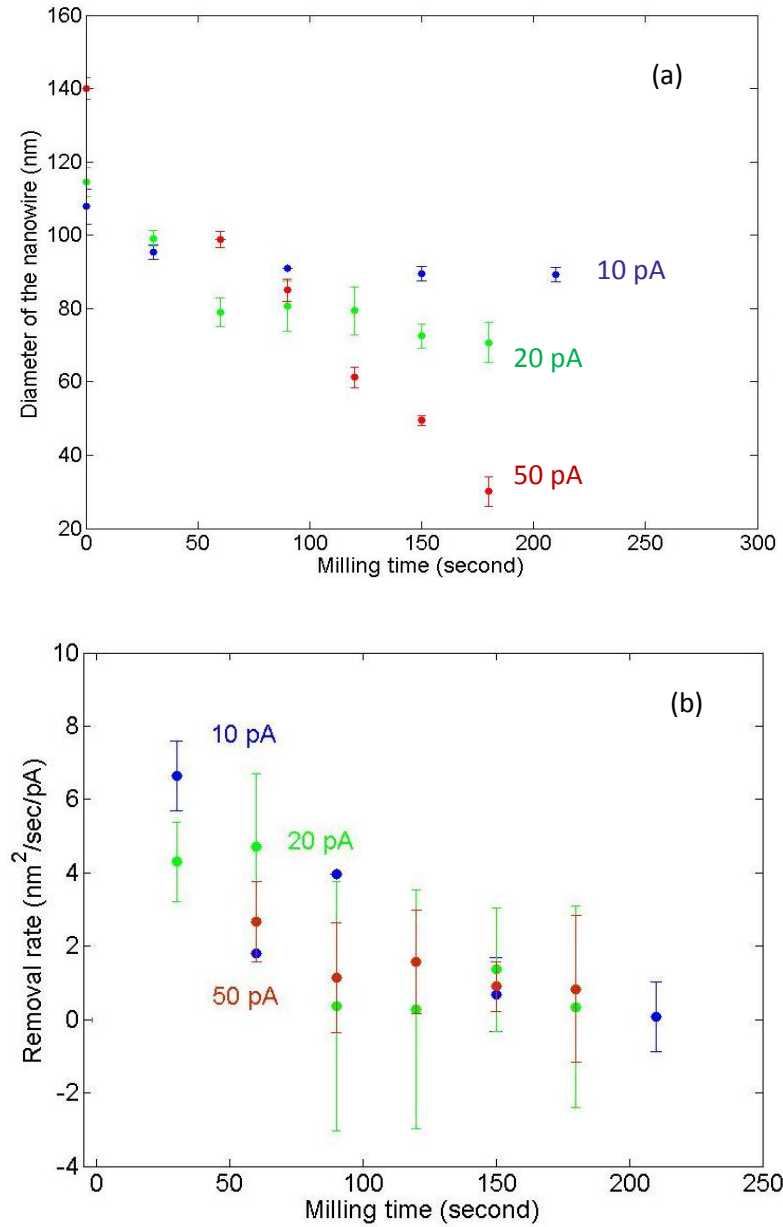 (a)
Diameter of the nanowire (nm)
160
140
120
100
80
60
40
20
10 pA
20 pA
50 pA
0 50 100 150 200 250 300
Milling time (second)
(b)
Removal rate (nm²/sec/pA)
10
8
6
4
2
0
-2
-4
10 pA
20 pA
50 pA
0 50 100 150 200 250
Milling time (second)